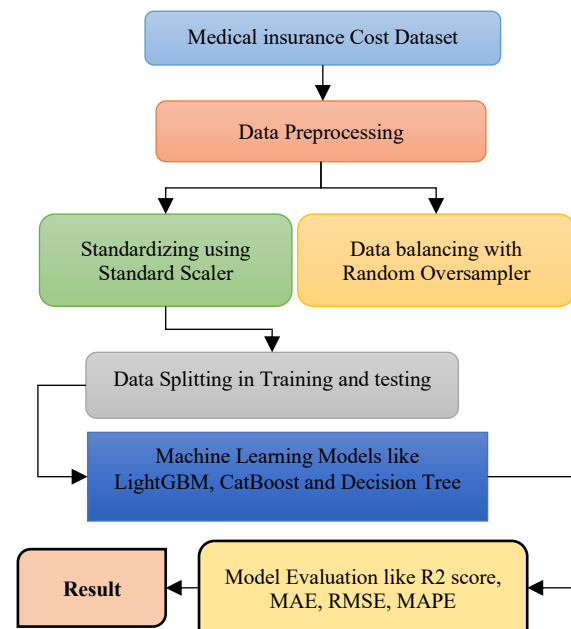 Medical insurance Cost Dataset
Data Preprocessing
Standardizing using
Standard Scaler
Data balancing with
Random Oversampler
Data Splitting in Training and testing
Machine Learning Models like
LightGBM, CatBoost and Decision Tree
Model Evaluation like R2 score,
MAE, RMSE, MAPE
Result